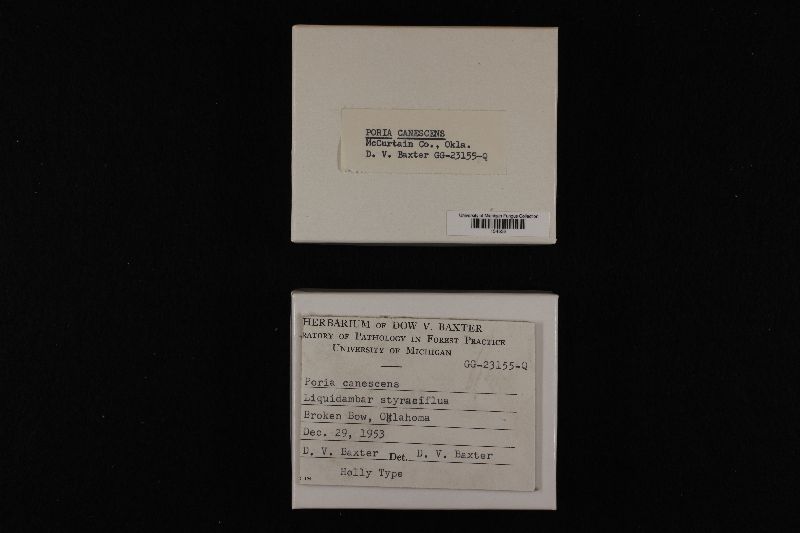 PORIA CANESCENS
McCurtain Co., Okla.
D. V. Baxter GG-23155-Q
University of Michigan Fungus Collection
HERBARIUM OF DOW V. BAXTER
RATORY OF PATHOLOGY IN FOREST PRACTICE
UNIVERSITY OF MICHIGAN
GG-23155-Q
Poria canescens
Liquidambar styraciflua
Broken Bow, Oklahoma
Dec. 29, 1953
D. V. Baxter Det. D. V. Baxter
Holly Type